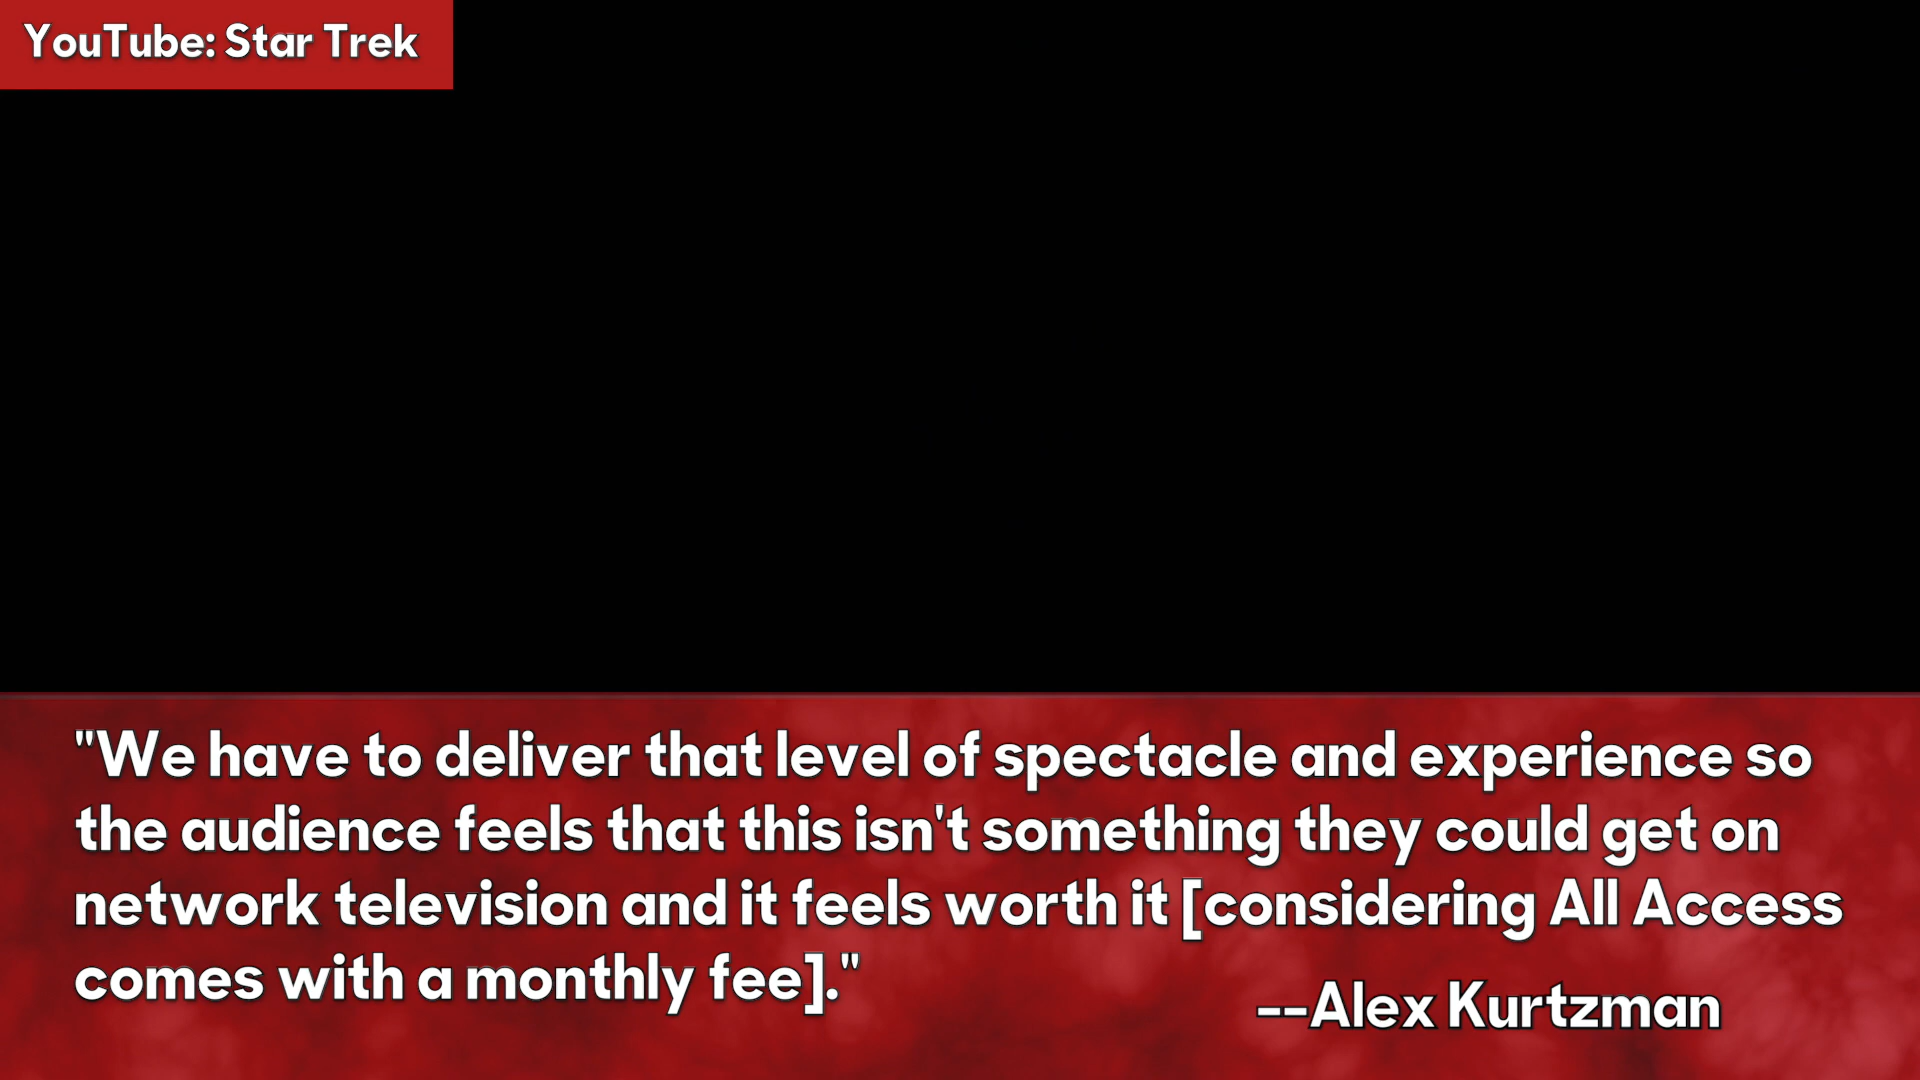 YouTube: Star Trek
"We have to deliver that level of spectacle and experience so
the audience feels that this isn't something they could get on
network television and it feels worth it [considering All Access
comes with a monthly fee]."
--Alex Kurtzman